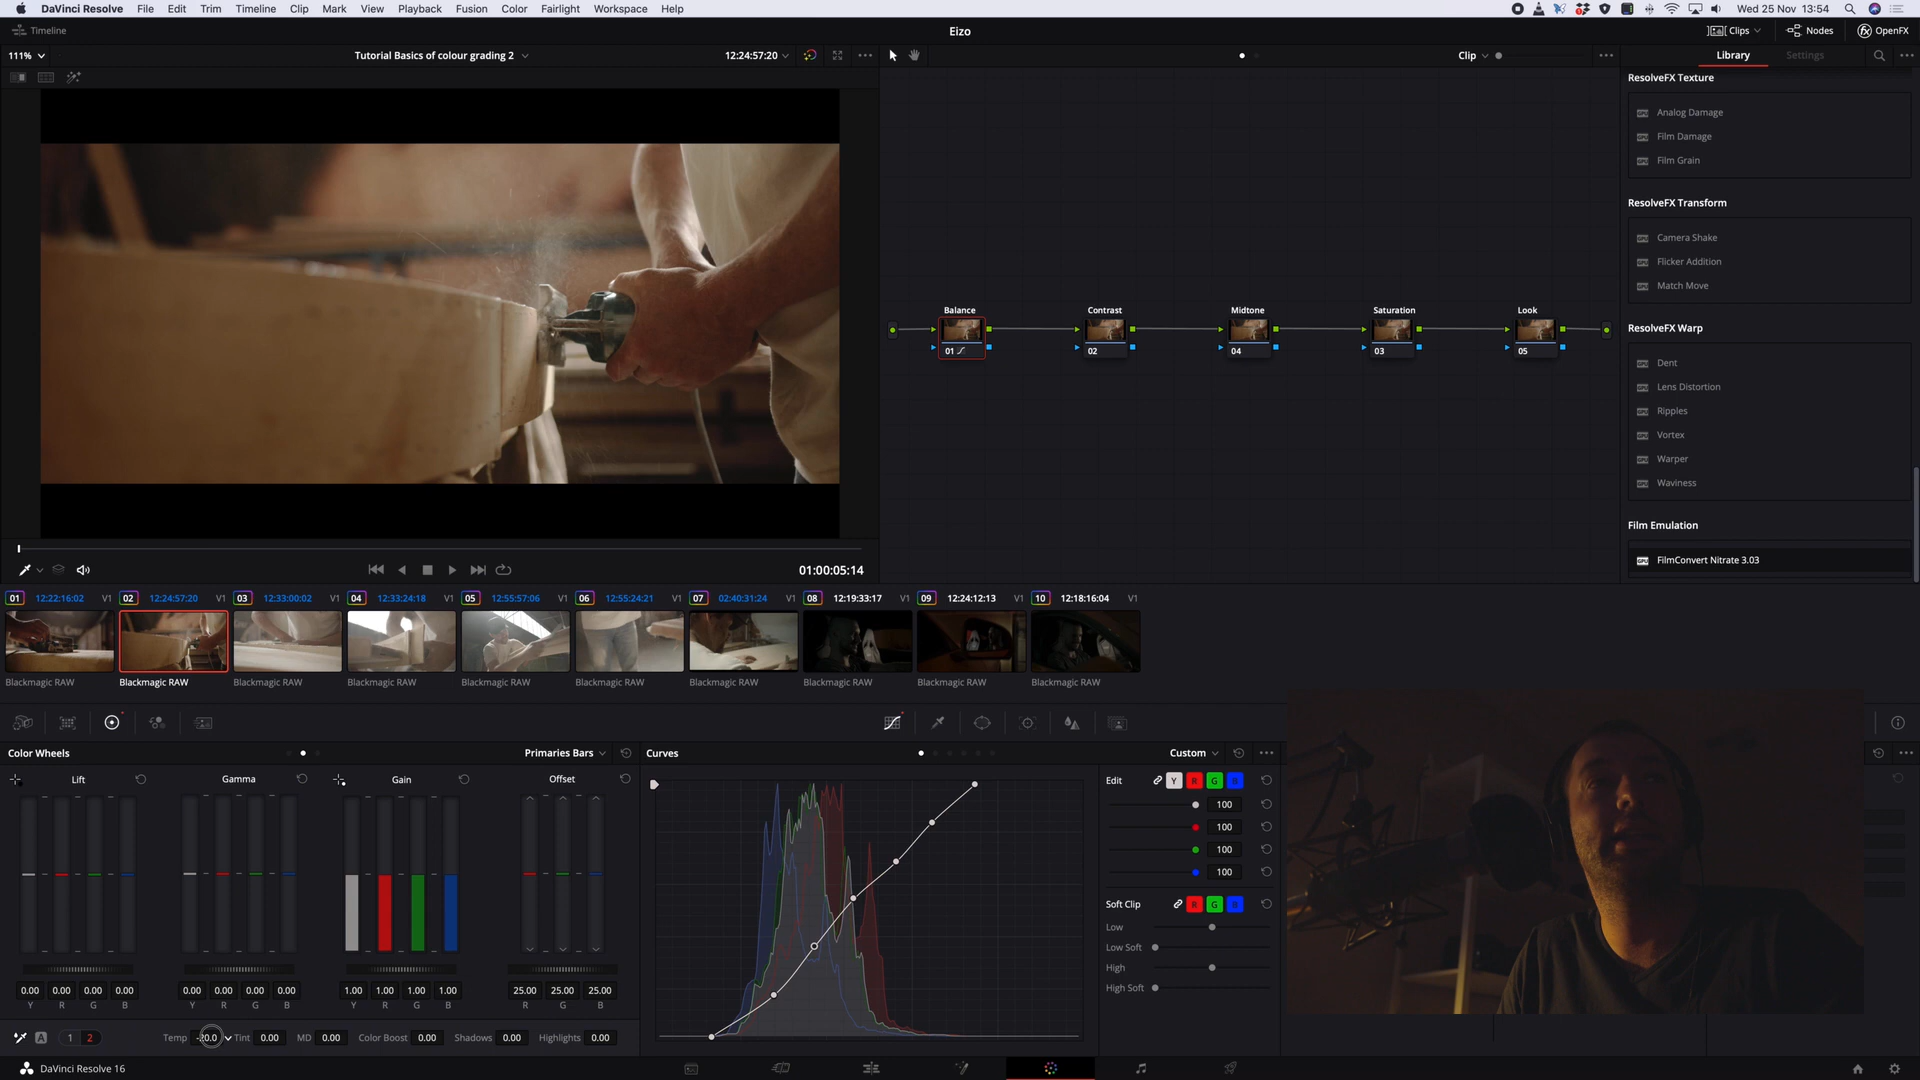 DaVinci Resolve File Edit Trim Timeline Clip Mark View Playback Fusion Color Fairlight Workspace Help Wed 25 Nov 13:54
Timeline Eizo Clips Nodes OpenFX
111% Tutorial Basics of colour grading 2 12:24:57:20 Clip Library Settings
ResolveFX Texture
Analog Damage
Film Damage
Film Grain
ResolveFX Transform
Camera Shake
Flicker Addition
Match Move
ResolveFX Warp
Dent
Lens Distortion
Ripples
Vortex
Warper
Waviness
Film Emulation
FilmConvert Nitrate 3.03
Balance Contrast Midtone Saturation Look
01 02 04 03 05
01:00:05:14
01 12:22:16:02 V1 02 12:24:57:20 V1 03 12:33:00:02 V1 04 12:33:24:18 V1 05 12:55:57:06 V1 06 12:55:24:21 V1 07 02:40:31:24 V1 08 12:19:33:17 V1 09 12:24:12:13 V1 10 12:18:16:04 V1
Blackmagic RAW Blackmagic RAW Blackmagic RAW Blackmagic RAW Blackmagic RAW Blackmagic RAW Blackmagic RAW Blackmagic RAW Blackmagic RAW Blackmagic RAW
Color Wheels Primaries Bars Curves Custom
Lift Gamma Gain Offset Edit Y R G B
100
100
100
100
Soft Clip R G B
Low
Low Soft
High
High Soft
0.00 0.00 0.00 0.00 0.00 0.00 0.00 0.00 1.00 1.00 1.00 1.00 25.00 25.00 25.00
Y R G B Y R G B Y R G B R G B
A 1 2 Temp Tint 0.00 MD 0.00 Color Boost 0.00 Shadows 0.00 Highlights 0.00
DaVinci Resolve 16